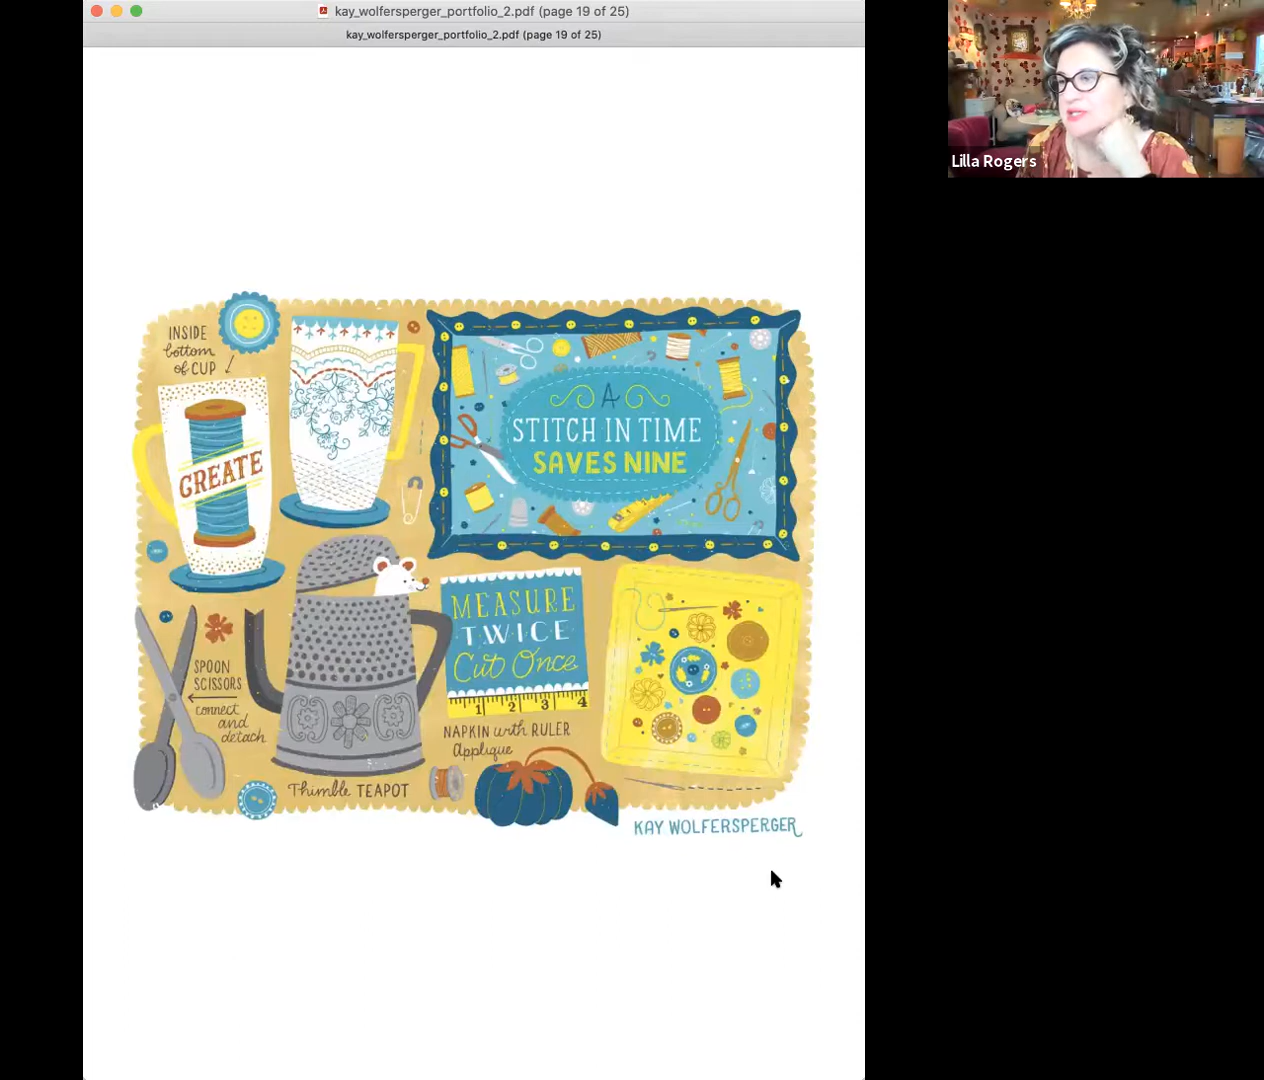 kay_wolfersperger_portfolio_2.pdf (page 19 of 25)
kay_wolfersperger_portfolio_2.pdf (page 19 of 25)
Lilla Rogers
INSIDE
bottom
of CUP
CREATE
A
STITCH IN TIME
SAVES NINE
MEASURE
TWICE
Cut Once
1 2 3 4
SPOON
SCISSORS
connect
and
detach
NAPKIN with RULER
Applique
Thimble TEAPOT
KAY WOLFERSPERGER